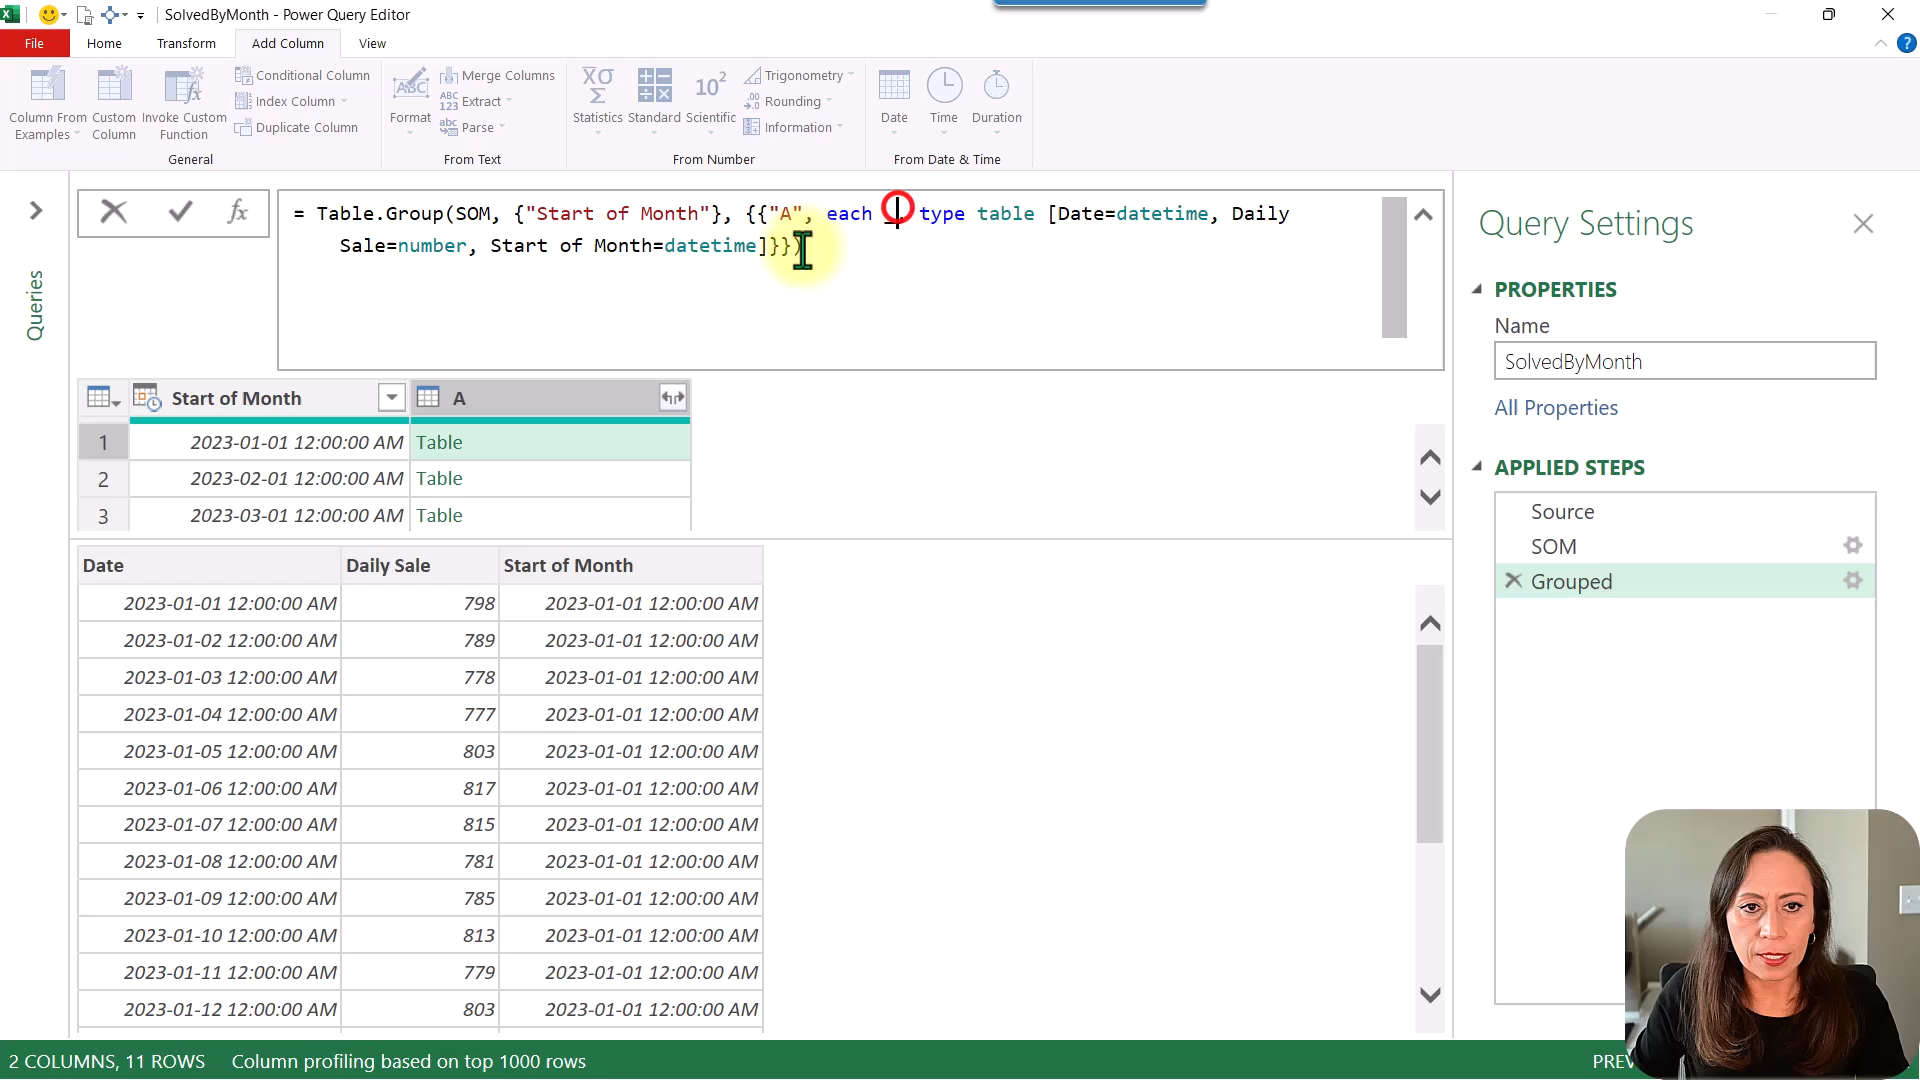 SolvedByMonth - Power Query Editor
File
Home
Transform
Add Column
View
Column From Examples
Custom Column
Invoke Custom Function
Conditional Column
Index Column
Duplicate Column
General
Format
Merge Columns
Extract
Parse
From Text
Statistics
Standard
Scientific
Trigonometry
Rounding
Information
From Number
Date
Time
Duration
From Date & Time
Queries
= Table.Group(SOM, {"Start of Month"}, {{"A", each _, type table [Date=datetime, Daily
Sale=number, Start of Month=datetime]}})
Start of Month A
1 2023-01-01 12:00:00 AM Table
2 2023-02-01 12:00:00 AM Table
3 2023-03-01 12:00:00 AM Table
Date Daily Sale Start of Month
2023-01-01 12:00:00 AM 798 2023-01-01 12:00:00 AM
2023-01-02 12:00:00 AM 789 2023-01-01 12:00:00 AM
2023-01-03 12:00:00 AM 778 2023-01-01 12:00:00 AM
2023-01-04 12:00:00 AM 777 2023-01-01 12:00:00 AM
2023-01-05 12:00:00 AM 803 2023-01-01 12:00:00 AM
2023-01-06 12:00:00 AM 817 2023-01-01 12:00:00 AM
2023-01-07 12:00:00 AM 815 2023-01-01 12:00:00 AM
2023-01-08 12:00:00 AM 781 2023-01-01 12:00:00 AM
2023-01-09 12:00:00 AM 785 2023-01-01 12:00:00 AM
2023-01-10 12:00:00 AM 813 2023-01-01 12:00:00 AM
2023-01-11 12:00:00 AM 779 2023-01-01 12:00:00 AM
2023-01-12 12:00:00 AM 803 2023-01-01 12:00:00 AM
Query Settings
PROPERTIES
Name
SolvedByMonth
All Properties
APPLIED STEPS
Source
SOM
Grouped
2 COLUMNS, 11 ROWS
Column profiling based on top 1000 rows